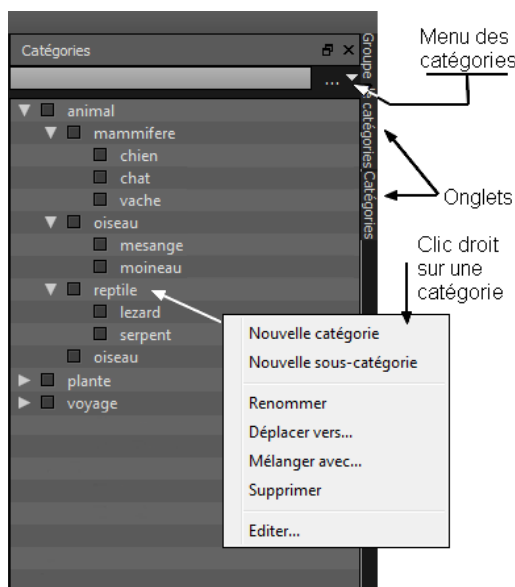 Catégories
Menu des
catégories
...
Groupe de catégories
Catégories
animal
mammifere
chien
chat
vache
Onglets
oiseau
mesange
moineau
Clic droit
sur une
catégorie
reptile
lezard
serpent
oiseau
plante
voyage
Nouvelle catégorie
Nouvelle sous-catégorie
Renommer
Déplacer vers...
Mélanger avec...
Supprimer
Editer...